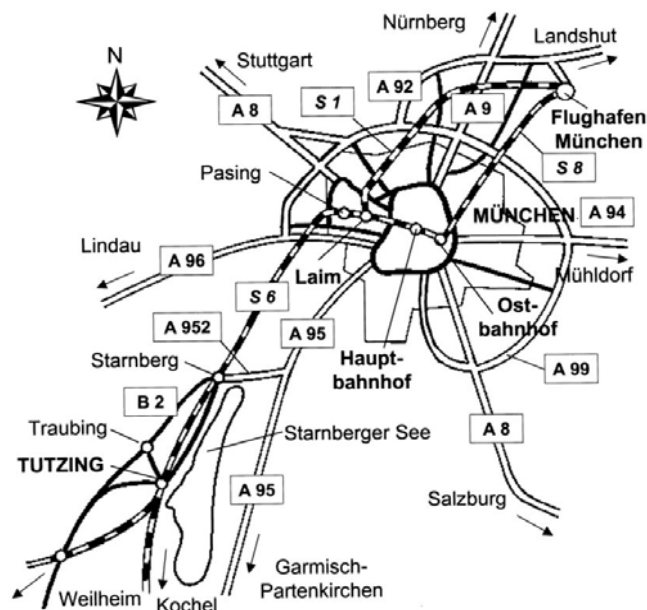 Nürnberg
N
Landshut
Stuttgart
A 92
S 1
A 9
A 8
Flughafen
München
S 8
Pasing
MÜNCHEN
A 94
Lindau
A 96
Laim
Mühldorf
S 6
Ost-
bahnhof
A 952
A 95
Haupt-
bahnhof
Starnberg
A 99
B 2
Traubing
Starnberger See
A 8
TUTZING
A 95
Salzburg
Garmisch-
Partenkirchen
Weilheim
Kochel